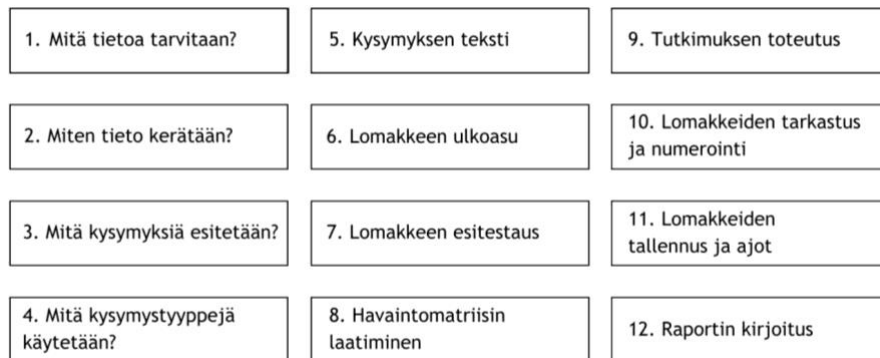 1. Mitä tietoa tarvitaan?
2. Miten tieto kerätään?
3. Mitä kysymyksiä esitetään?
4. Mitä kysymystyyppejä
käytetään?
5. Kysymyksen teksti
6. Lomakkeen ulkoasu
7. Lomakkeen esitestaus
8. Havaintomatriisin
laatiminen
9. Tutkimuksen toteutus
10. Lomakkeiden tarkastus
ja numerointi
11. Lomakkeiden
tallennus ja ajot
12. Raportin kirjoitus